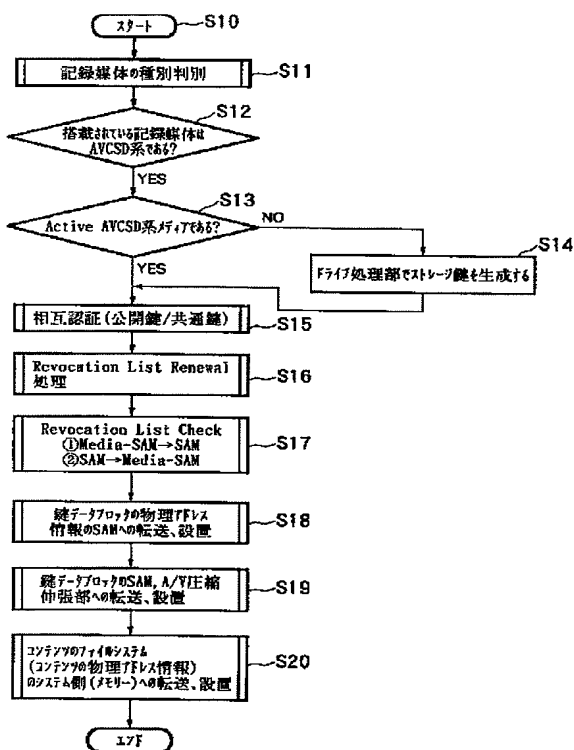 スタート
S10
記録媒体の種別判別
S11
S12
搭載されている記録媒体は
AVCSD系である?
YES
S13
Active AVCSD系メディアである?
NO
S14
ドライブ処理部でストレージ鍵を生成する
YES
相互認証(公開鍵/共通鍵)
S15
Revocation List Renewal
処理
S16
Revocation List Check
①Media-SAM→SAM
②SAM→Media-SAM
S17
鍵データブロックの物理アドレス
情報のSAMへの転送、設置
S18
鍵データブロックのSAM, A/V圧縮
伸張部への転送、設置
S19
コンテンツのファイルシステム
(コンテンツの物理アドレス情報)
のシステム側(メモリー)への転送、設置
S20
エンド